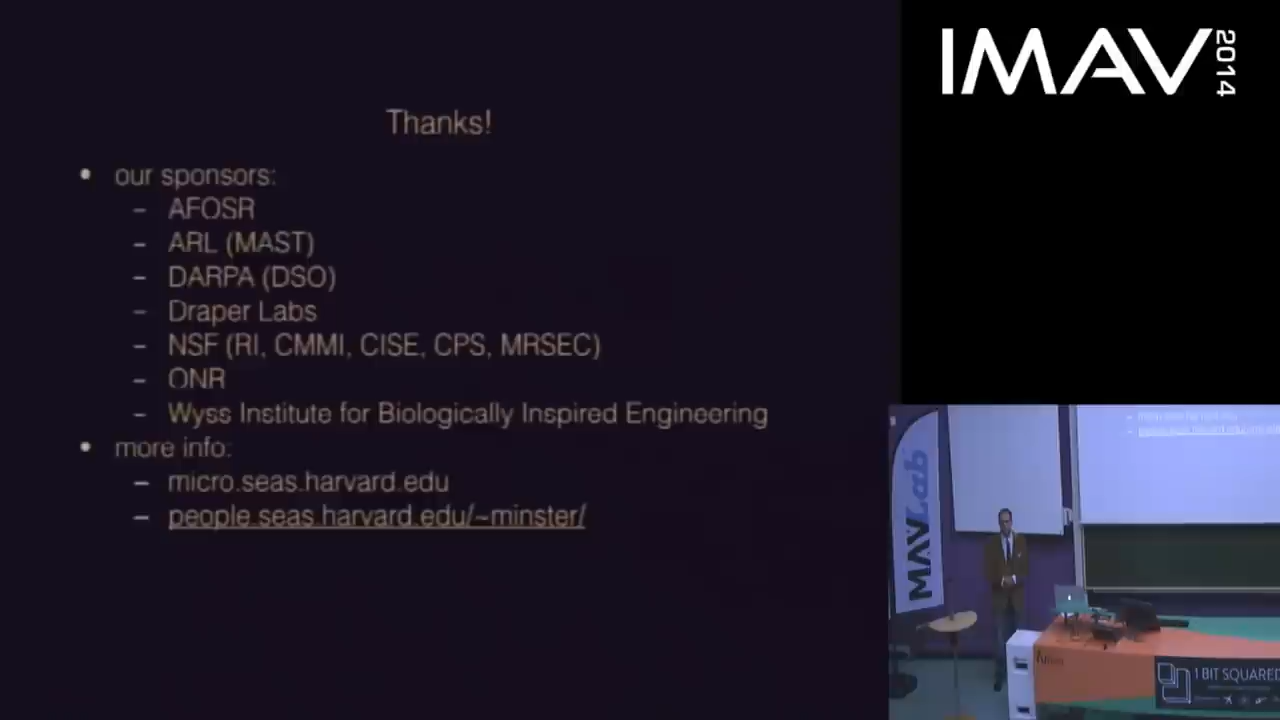 Thanks!
• our sponsors:
– AFOSR
– ARL (MAST)
– DARPA (DSO)
– Draper Labs
– NSF (RI, CMMI, CISE, CPS, MRSEC)
– ONR
– Wyss Institute for Biologically Inspired Engineering
• more info:
– micro.seas.harvard.edu
– people.seas.harvard.edu/~minster/
IMAV 2014
MAVLab
1 BIT SQUARED